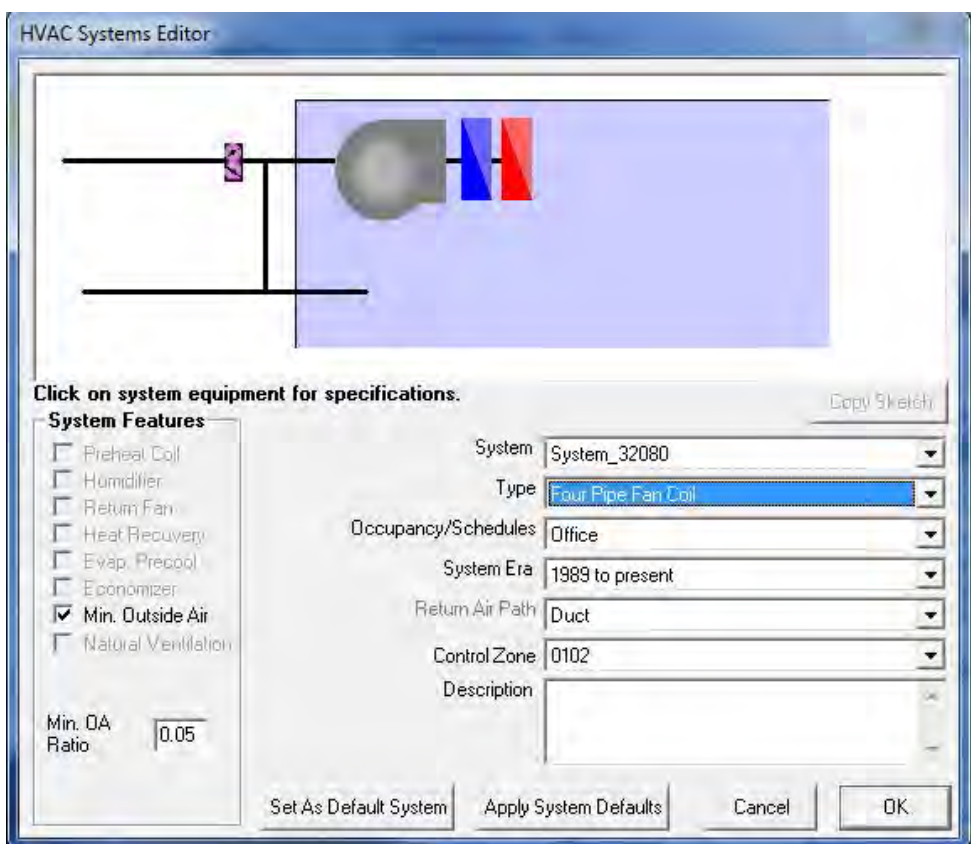 HVAC Systems Editor
Click on system equipment for specifications.
Copy Sketch
System Features
Preheat Coil
Humidifier
Return Fan
Heat Recovery
Evap. Precool
Economizer
Min. Outside Air
Natural Ventilation
Min. OA
Ratio
0.05
System System_32080
Type Four Pipe Fan Coil
Occupancy/Schedules Office
System Era 1989 to present
Return Air Path Duct
Control Zone 0102
Description
Set As Default System Apply System Defaults Cancel OK